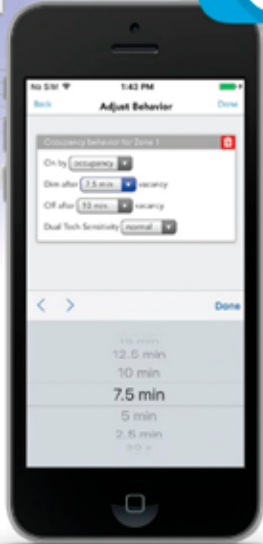 No SIM 1:43 PM
Back Adjust Behavior Done
Occupancy behavior for Zone 1
On by occupancy
Dim after 7.5 min vacancy
Off after 10 min vacancy
Dual Tech Sensitivity normal
Done
15 min
12.5 min
10 min
7.5 min
5 min
2.5 min